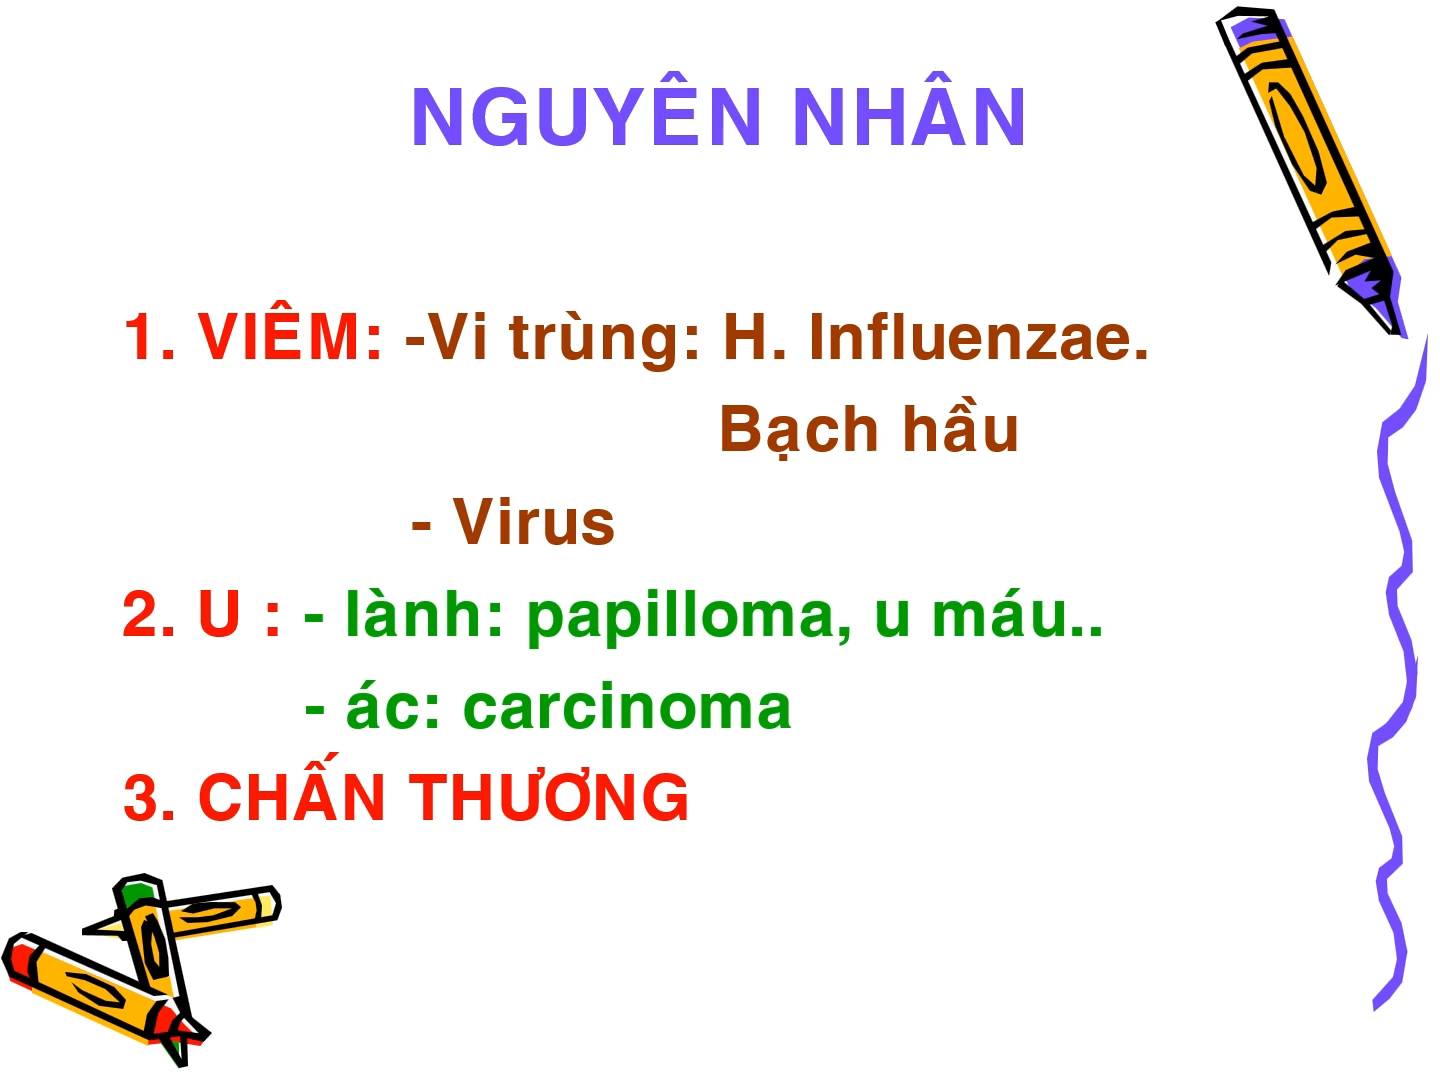 NGUYÊN NHÂN
1. VIÊM: -Vi trùng: H. Influenzae.
Bạch hầu
- Virus
2. U : - lành: papilloma, u máu..
- ác: carcinoma
3. CHẤN THƯƠNG